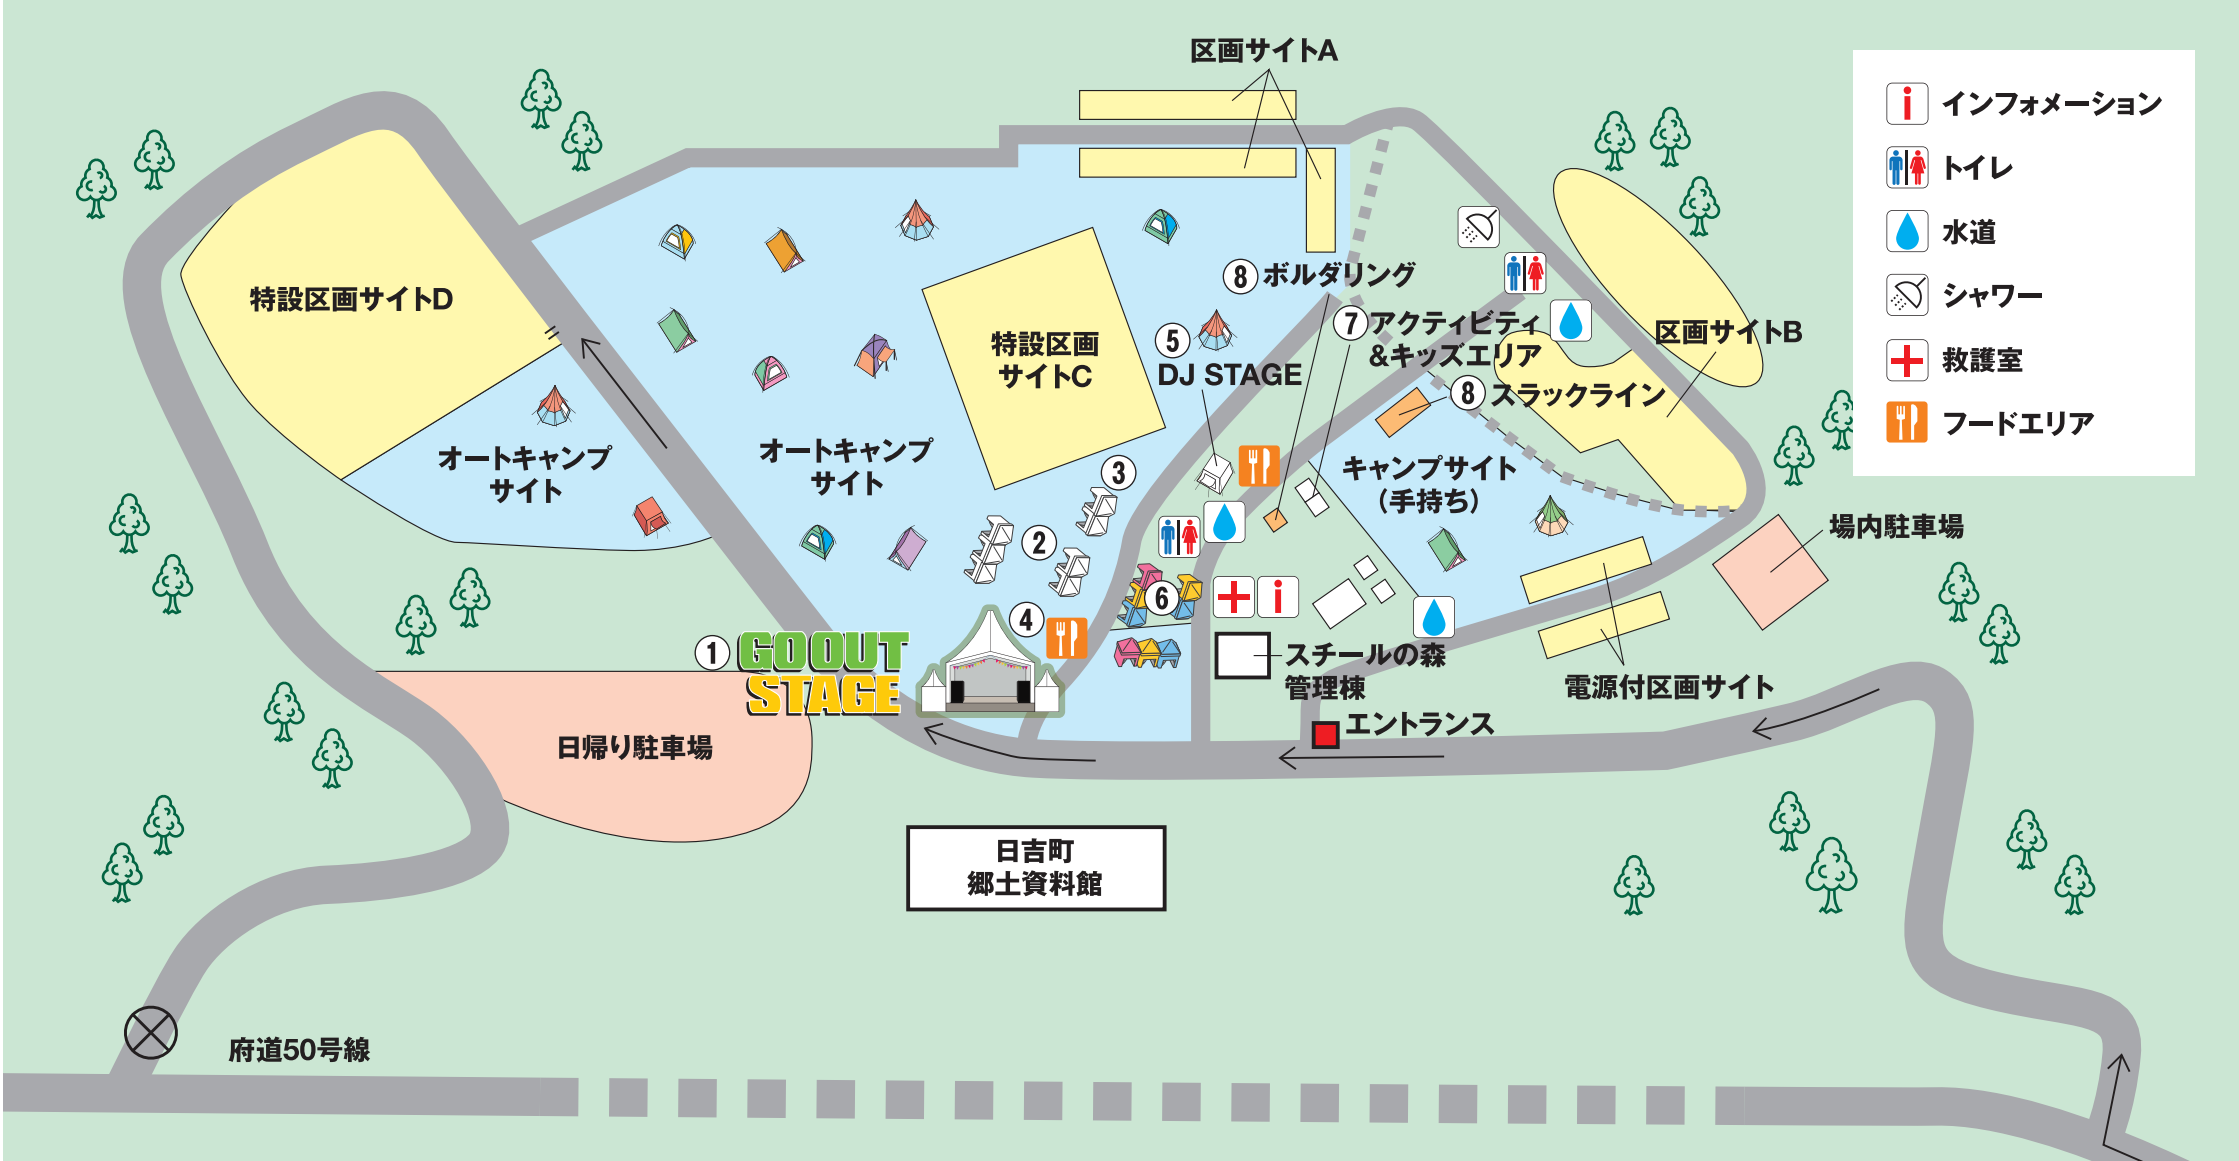 区画サイトA
インフォメーション
トイレ
水道
シャワー
救護室
フードエリア
特設区画サイトD
⑧ ボルダリング
⑦ アクティビティ
&キッズエリア
区画サイトB
特設区画
サイトC
⑤
DJ STAGE
⑧ スラックライン
オートキャンプ
サイト
オートキャンプ
サイト
③
キャンプサイト
(手持ち)
②
場内駐車場
⑥
④
① GO OUT
STAGE
スチールの森
管理棟
電源付区画サイト
エントランス
日帰り駐車場
日吉町
郷土資料館
府道50号線